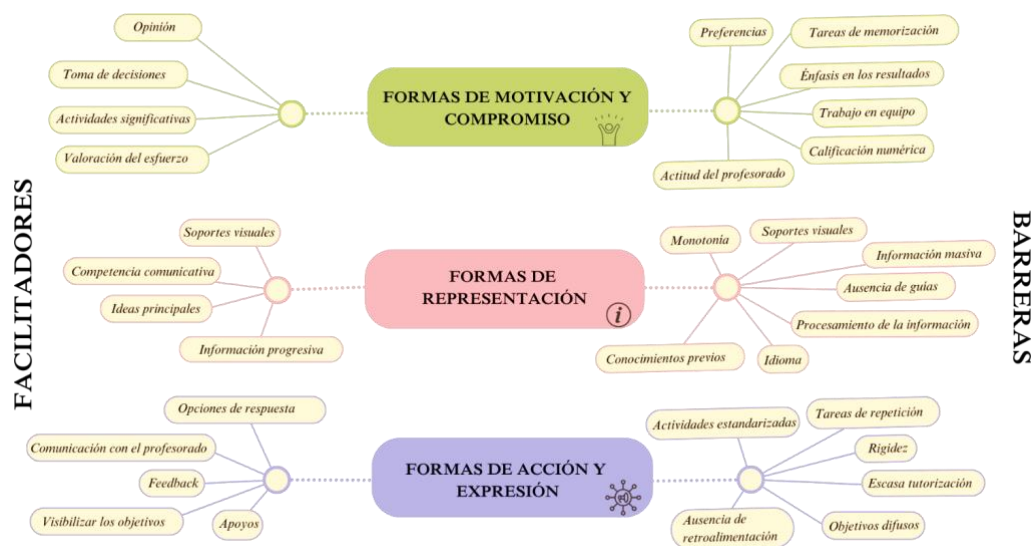 FACILITADORES
Opinión
Toma de decisiones
Actividades significativas
Valoración del esfuerzo
FORMAS DE MOTIVACIÓN Y
COMPROMISO
Preferencias
Tareas de memorización
Énfasis en los resultados
Trabajo en equipo
Calificación numérica
Actitud del profesorado
Soportes visuales
Competencia comunicativa
Ideas principales
Información progresiva
FORMAS DE
REPRESENTACIÓN
i
Monotonía
Soportes visuales
Información masiva
Ausencia de guías
Procesamiento de la información
Conocimientos previos
Idioma
Opciones de respuesta
Comunicación con el profesorado
Feedback
Visibilizar los objetivos
Apoyos
FORMAS DE ACCIÓN Y
EXPRESIÓN
Actividades estandarizadas
Tareas de repetición
Rigidez
Escasa tutorización
Objetivos difusos
Ausencia de
retroalimentación
BARRERAS